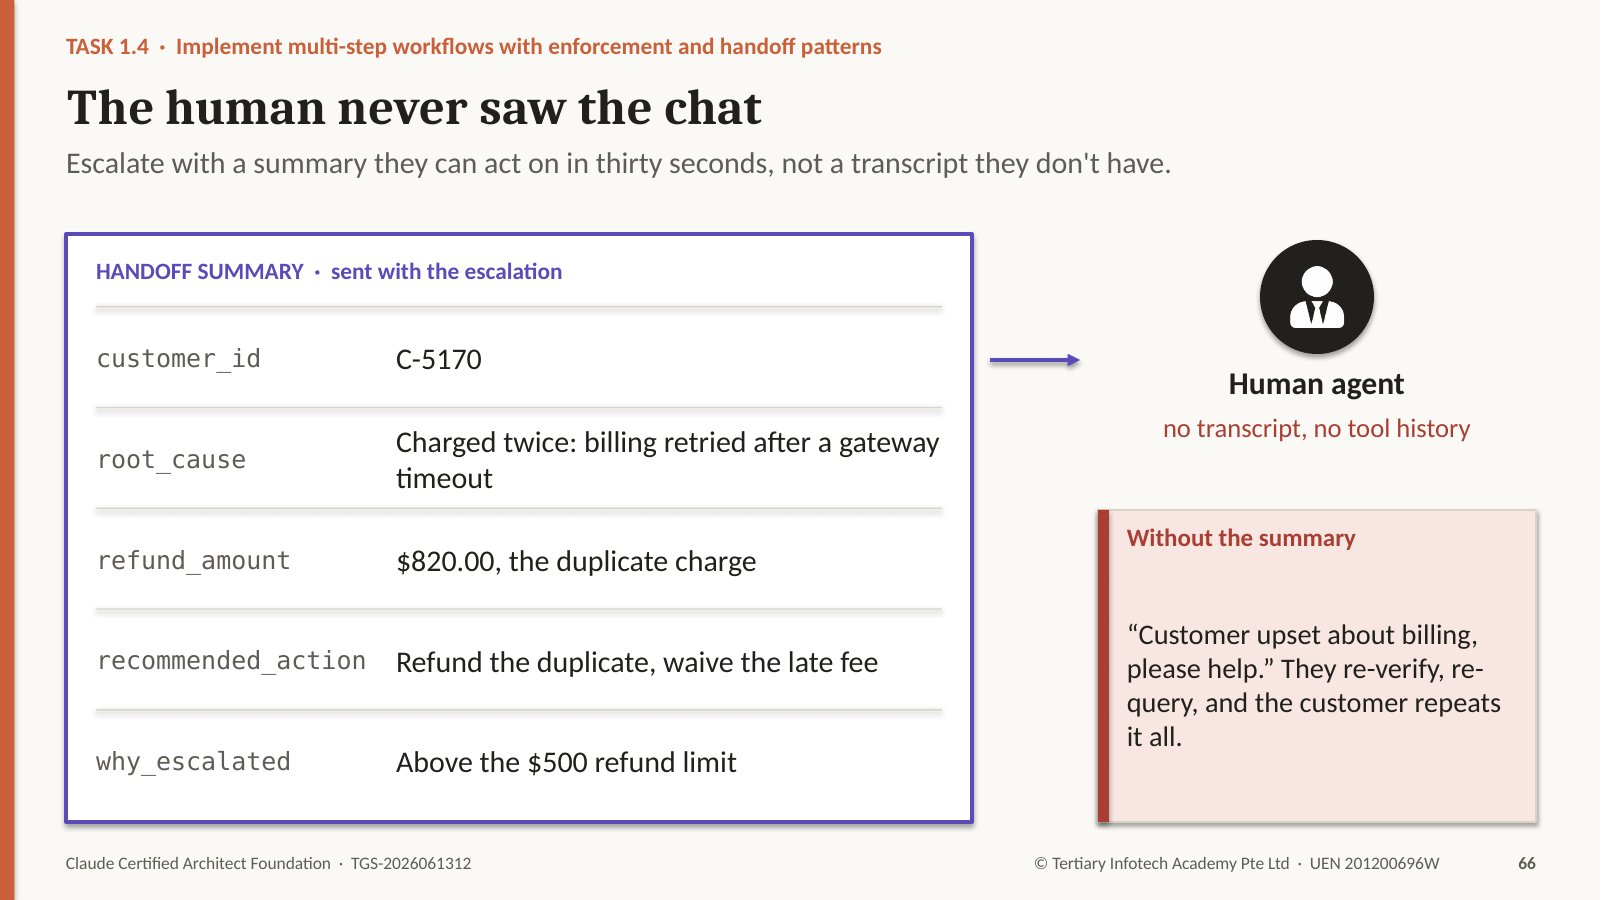 TASK 1.4 · Implement multi-step workflows with enforcement and handoff patterns
The human never saw the chat
Escalate with a summary they can act on in thirty seconds, not a transcript they don't have.
HANDOFF SUMMARY · sent with the escalation
customer_id
C-5170
root_cause
Charged twice: billing retried after a gateway
timeout
refund_amount
$820.00, the duplicate charge
recommended_action
Refund the duplicate, waive the late fee
why_escalated
Above the $500 refund limit
Human agent
no transcript, no tool history
Without the summary
“Customer upset about billing,
please help.” They re-verify, re-
query, and the customer repeats
it all.
Claude Certified Architect Foundation · TGS-2026061312
© Tertiary Infotech Academy Pte Ltd · UEN 201200696W
66